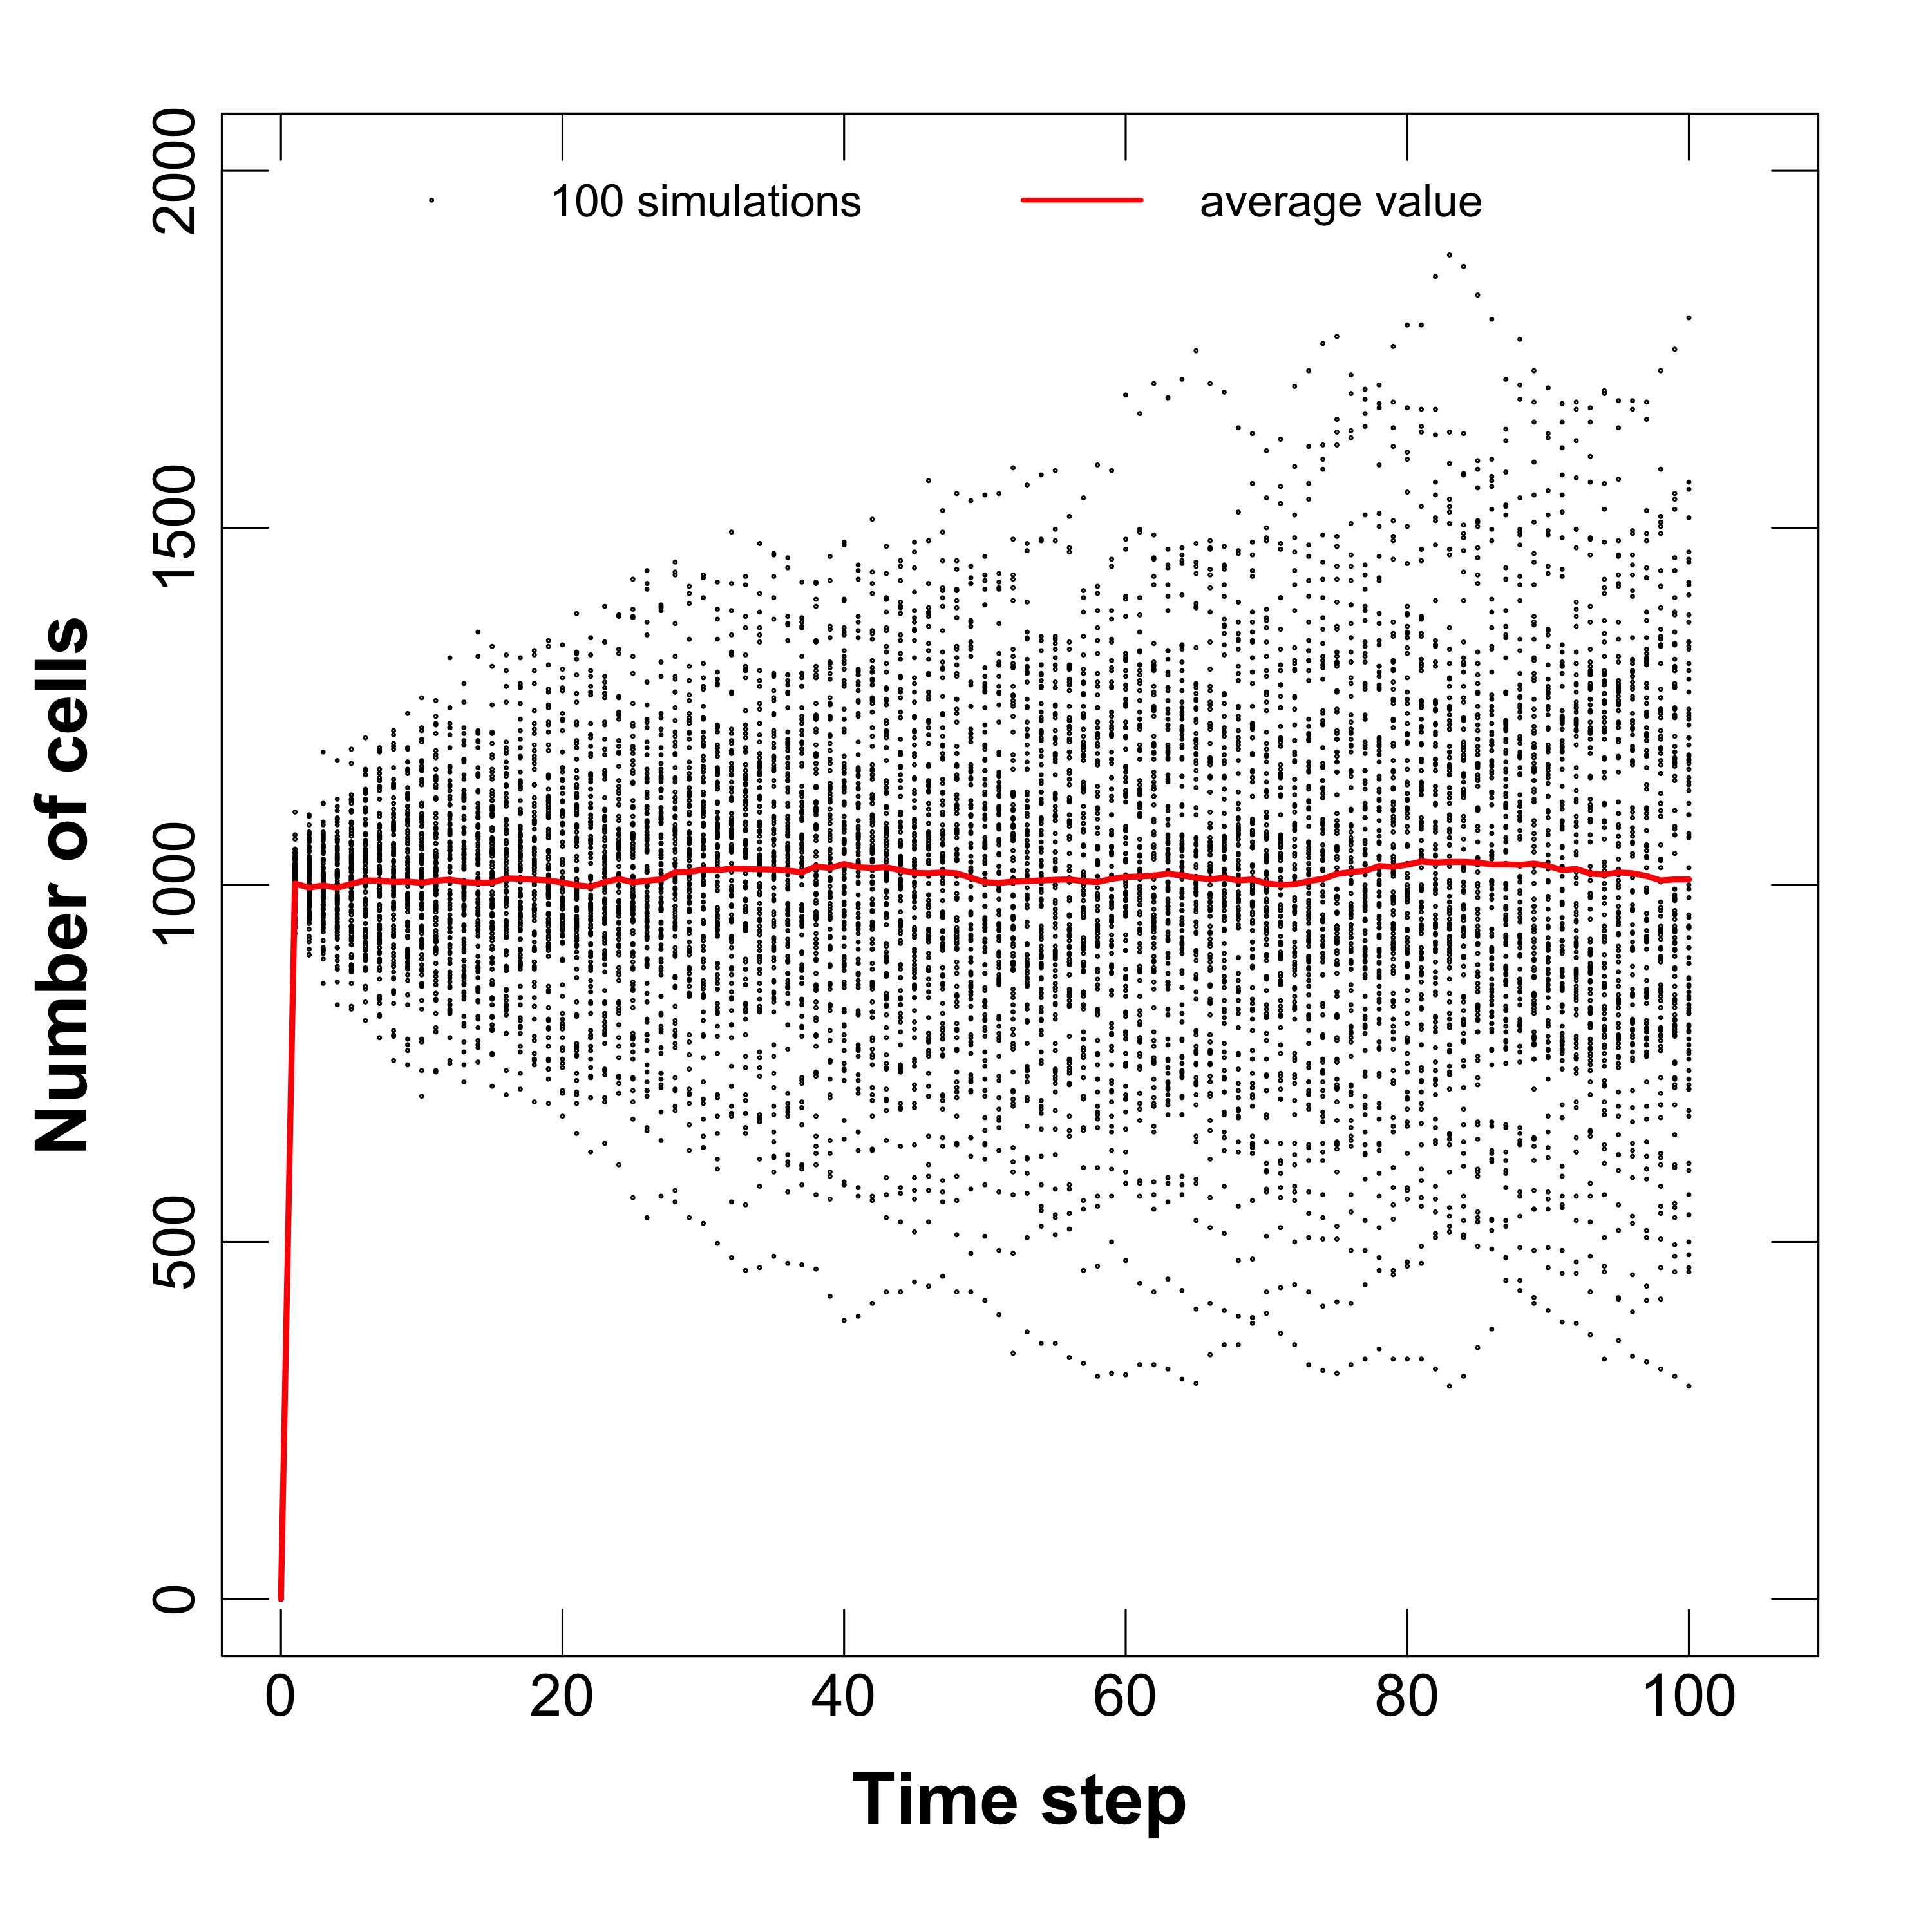 100 simulations
average value
Number of cells
2000
1500
1000
500
0
0 20 40 60 80 100
Time step